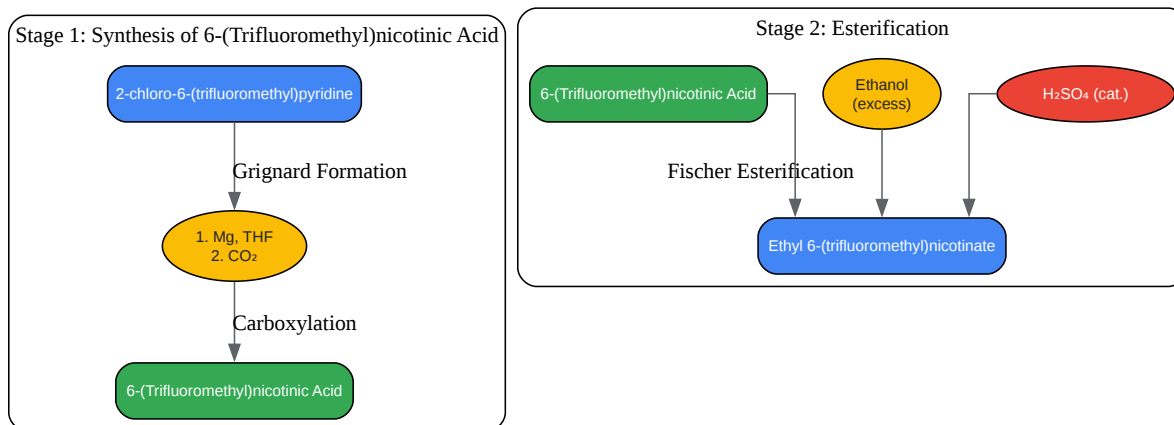 Stage 1: Synthesis of 6-(Trifluoromethyl)nicotinic Acid
2-chloro-6-(trifluoromethyl)pyridine
Grignard Formation
1. Mg, THF
2. CO₂
Carboxylation
6-(Trifluoromethyl)nicotinic Acid
Stage 2: Esterification
6-(Trifluoromethyl)nicotinic Acid
Ethanol
(excess)
H₂SO₄ (cat.)
Fischer Esterification
Ethyl 6-(trifluoromethyl)nicotinate